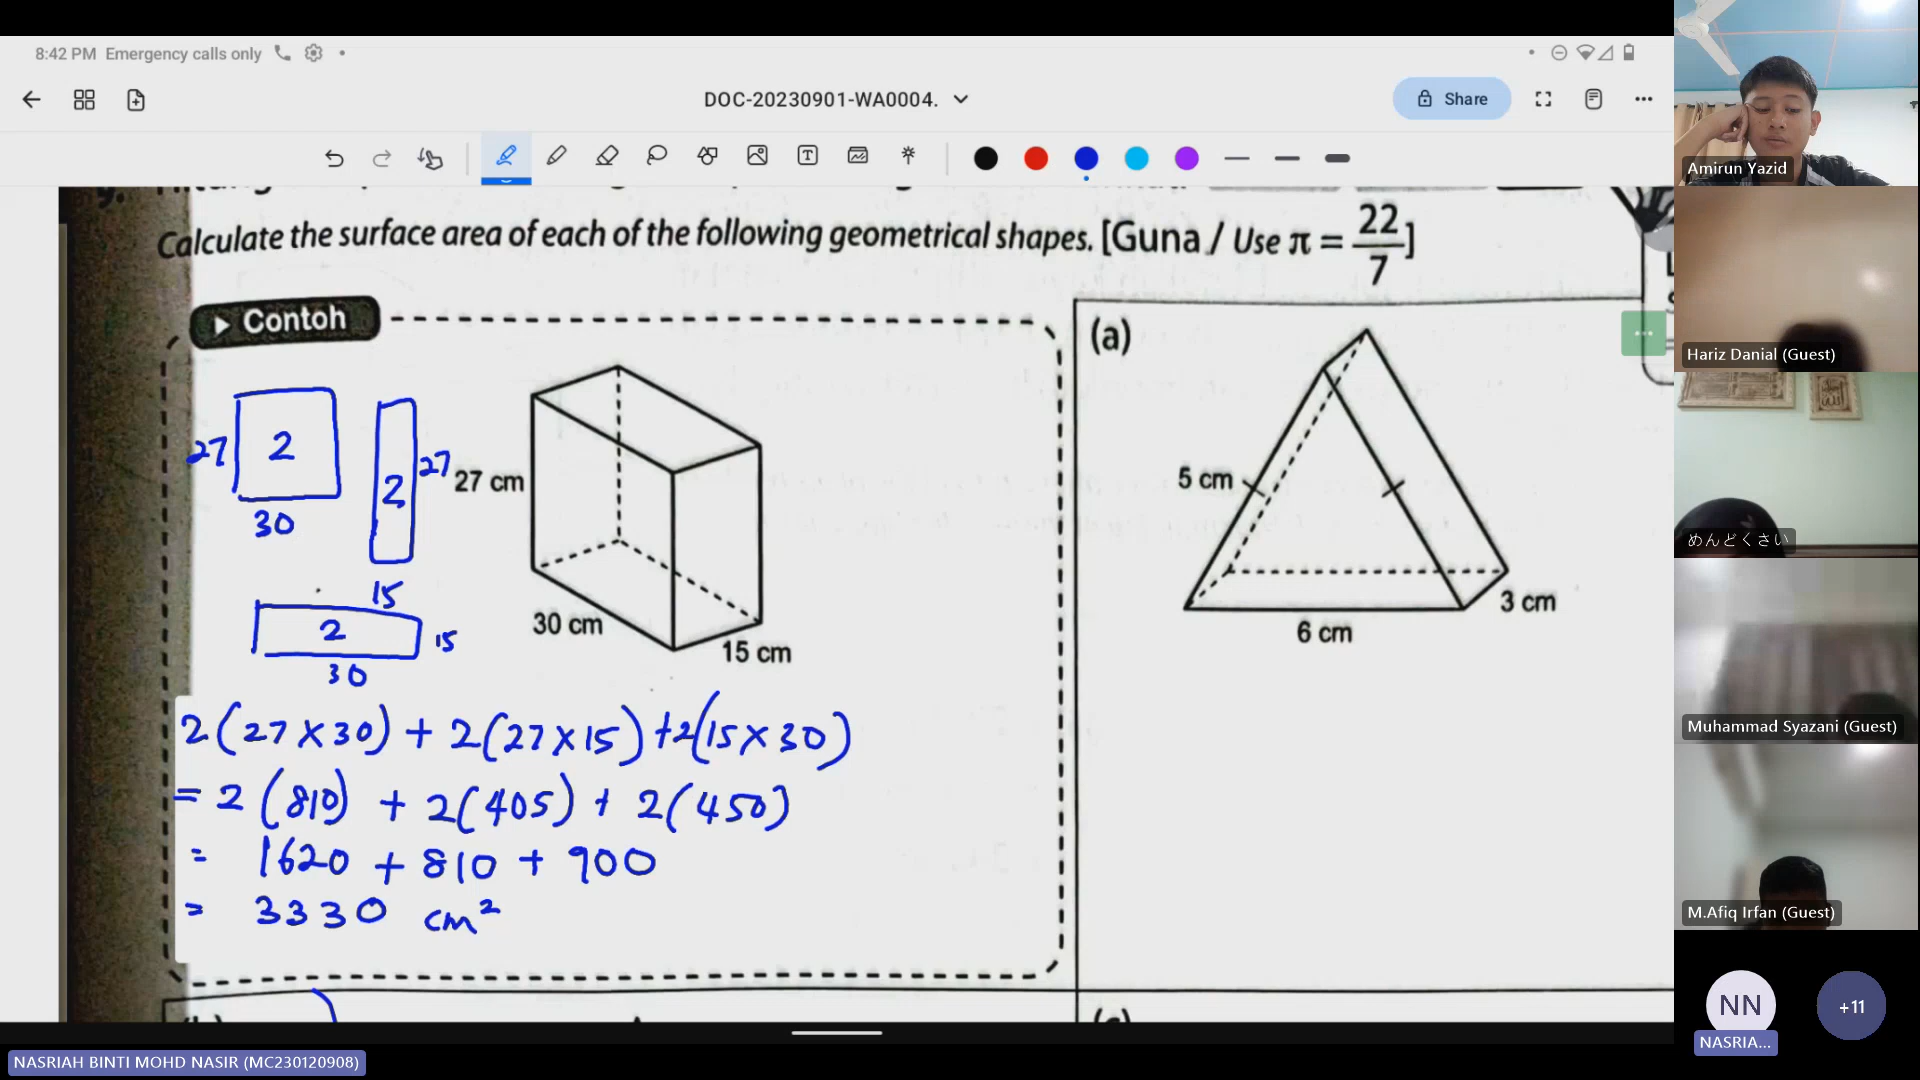 8:42 PM Emergency calls only
DOC-20230901-WA0004.
Share
Calculate the surface area of each of the following geometrical shapes. [Guna / Use π = 22/7]
Contoh
27
2
30
2
27
15
2
15
30
27 cm
30 cm
15 cm
2(27×30) + 2(27×15) + 2(15×30)
= 2 (810) + 2(405) + 2(450)
= 1620 + 810 + 900
= 3330 cm²
(a)
5 cm
6 cm
3 cm
Amirun Yazid
Hariz Danial (Guest)
めんどくさい
Muhammad Syazani (Guest)
M.Afiq Irfan (Guest)
NN
NASRIA...
+11
NASRIAH BINTI MOHD NASIR (MC230120908)